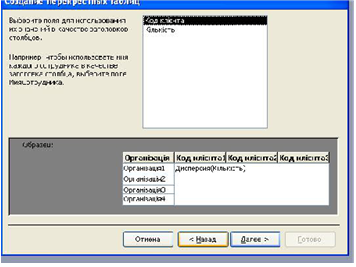 Создание перекрестных таблиц
Выберите поля для использования
их значений в качестве заголовков
столбцов.
Например, чтобы использовать имя
каждого сотрудника в качестве
заголовка столбца, выберите поле
ИмяСотрудника.
Код клієнта
Кількість
Образец:
Організація Код клієнта1 Код клієнта2 Код клієнта3
Організація1 Дисперсия(Кількість)
Організація2
Організація3
Організація4
Отмена < Назад Далее > Готово